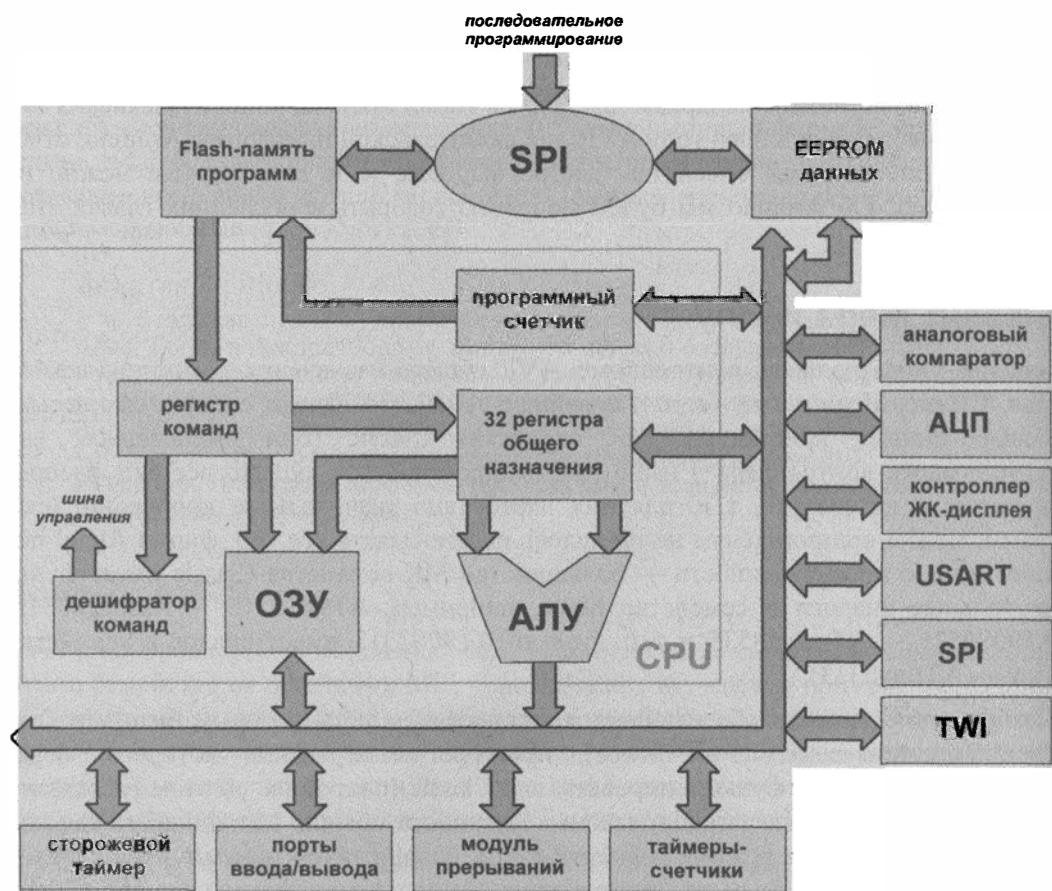 последовательное
программирование
Flash-память
программ
SPI
EEPROM
данных
программный
счетчик
аналоговый
компаратор
регистр
команд
32 регистра
общего
назначения
АЦП
шина
управления
контроллер
ЖК-дисплея
дешифратор
команд
ОЗУ
АЛУ
USART
CPU
SPI
TWI
сторожевой
таймер
порты
ввода/вывода
модуль
прерываний
таймеры-
счетчики